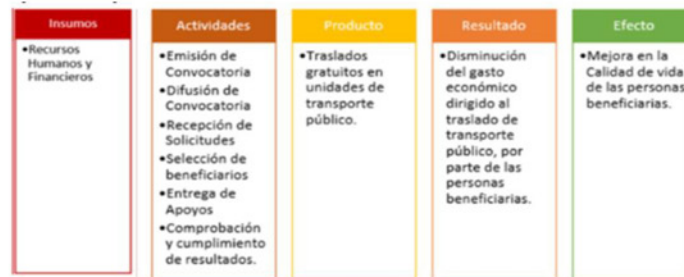 Insumos
•Recursos
Humanos y
Financieros
Actividades
•Emisión de
Convocatoria
•Difusión de
Convocatoria
•Recepción de
Solicitudes
•Selección de
beneficiarios
•Entrega de
Apoyos
•Comprobación
y cumplimiento
de resultados.
Producto
•Traslados
gratuitos en
unidades de
transporte
público.
Resultado
•Disminución
del gasto
económico
dirigido al
traslado de
transporte
público, por
parte de las
personas
beneficiarias.
Efecto
•Mejora en la
Calidad de vida
de las personas
beneficiarias.